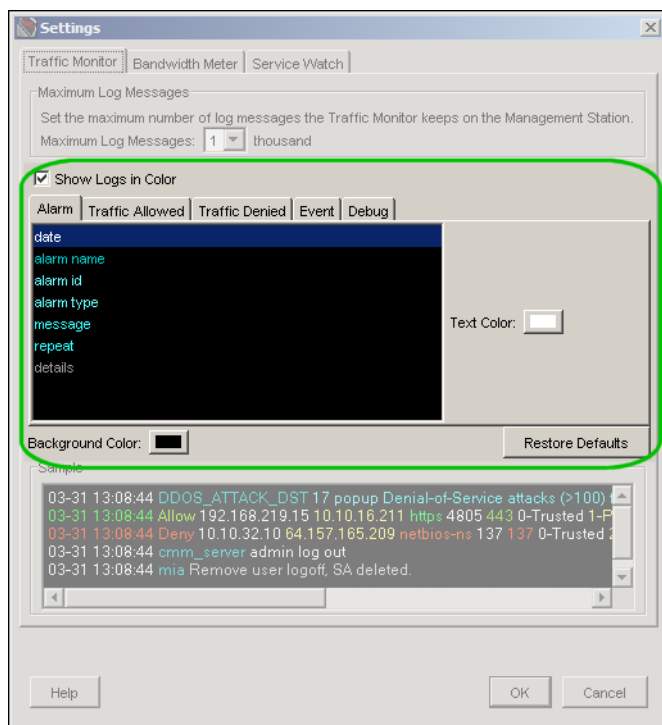 Settings
Traffic Monitor Bandwidth Meter Service Watch
Maximum Log Messages
Set the maximum number of log messages the Traffic Monitor keeps on the Management Station.
Maximum Log Messages: 1 thousand
Show Logs in Color
Alarm Traffic Allowed Traffic Denied Event Debug
date
alarm name
alarm id
alarm type
message
repeat
details
Text Color:
Background Color:
Restore Defaults
Sample
03-31 13:08:44 DDOS_ATTACK_DST 17 popup Denial-of-Service attacks (>100)
03-31 13:08:44 Allow 192.168.219.15 10.10.16.211 https 4805 443 0-Trusted 1-P
03-31 13:08:44 Deny 10.10.32.10 64.157.165.209 netbios-ns 137 137 0-Trusted
03-31 13:08:44 cmm_server admin log out
03-31 13:08:44 mia Remove user logoff, SA deleted.
Help OK Cancel